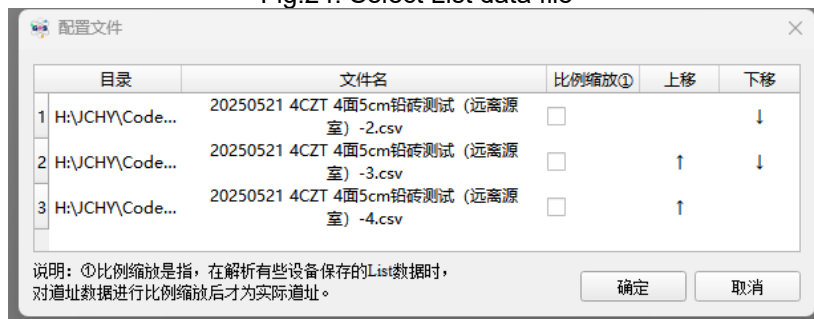 Fig.24. Select List data file
配置文件
目录 文件名 比例缩放① 上移 下移
1 H:\JCHY\Code... 20250521 4CZT 4面5cm铅砖测试（远离源
室）-2.csv ↓
2 H:\JCHY\Code... 20250521 4CZT 4面5cm铅砖测试（远离源
室）-3.csv ↑ ↓
3 H:\JCHY\Code... 20250521 4CZT 4面5cm铅砖测试（远离源
室）-4.csv ↑
说明：①比例缩放是指，在解析有些设备保存的List数据时，
对道址数据进行比例缩放后才为实际道址。
确定 取消